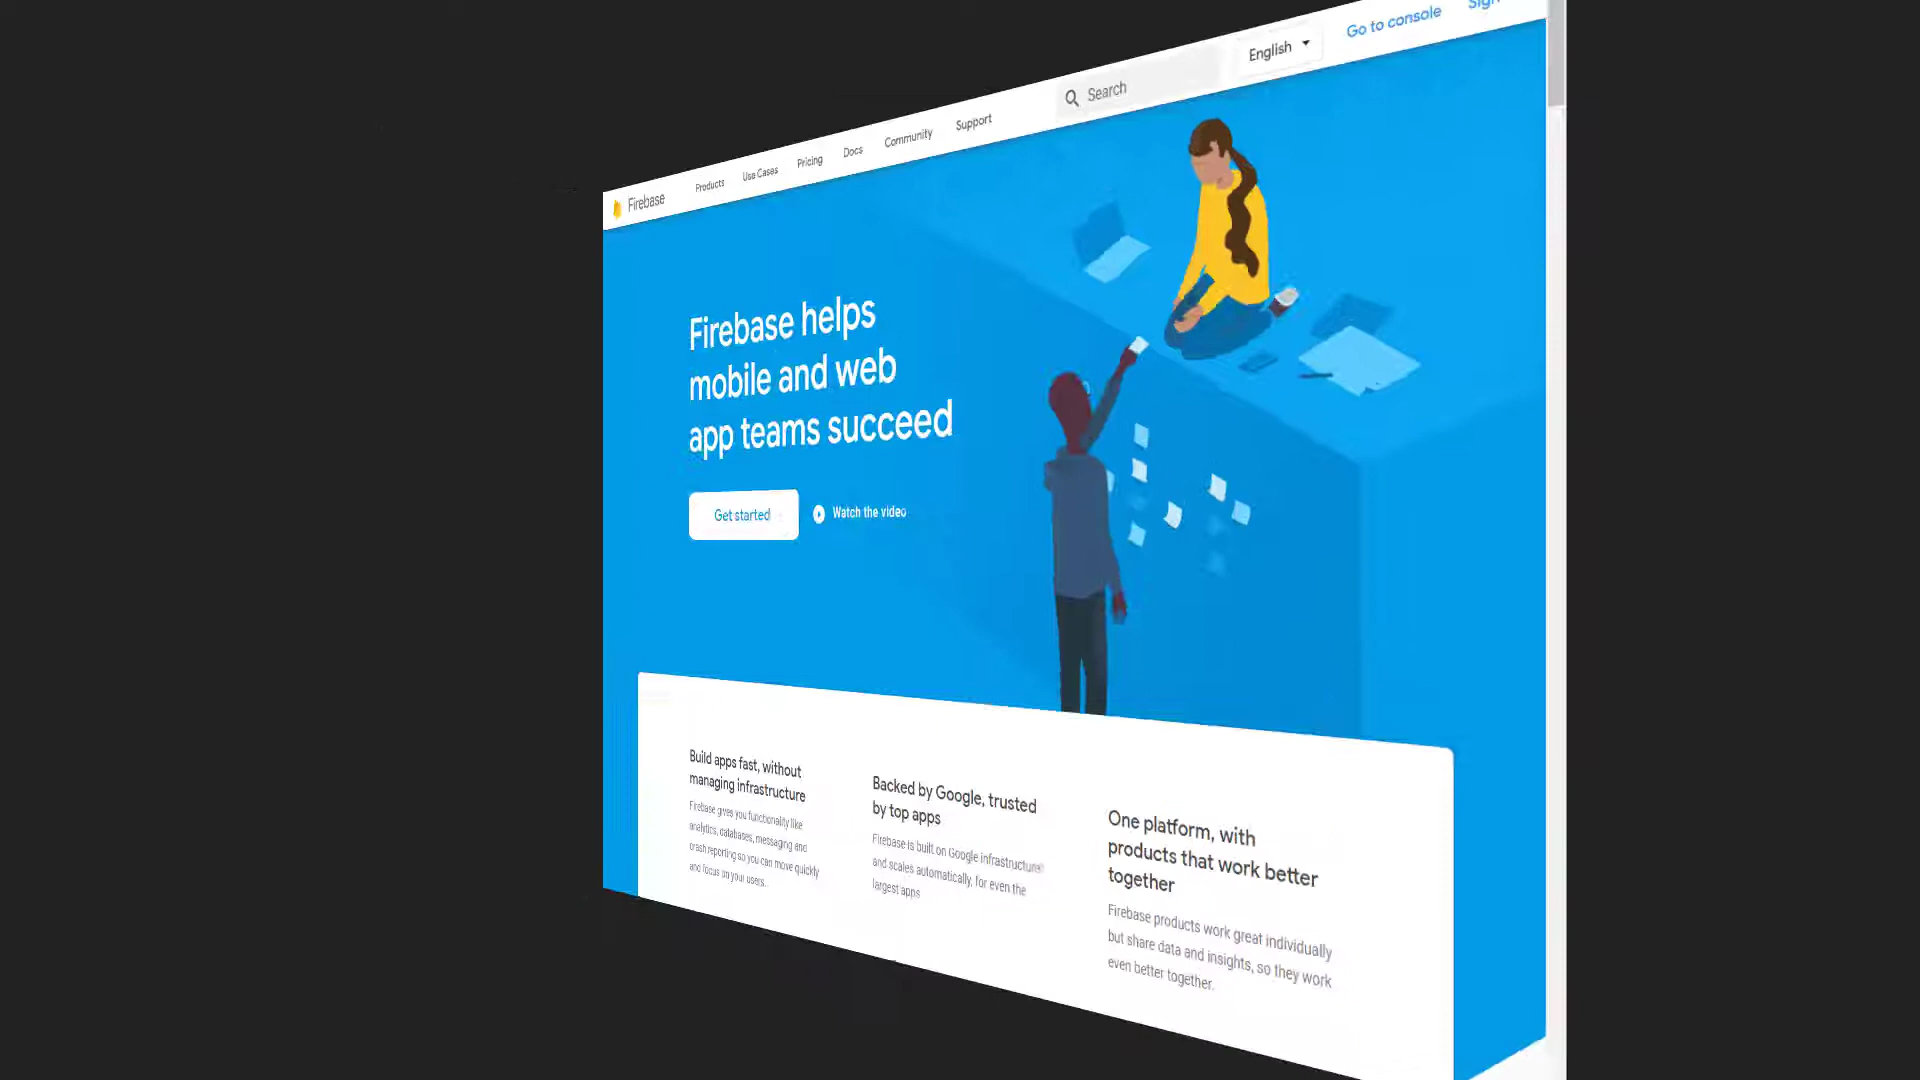 Firebase
Products
Use Cases
Pricing
Docs
Community
Support
Search
English
Go to console
Firebase helps
mobile and web
app teams succeed
Get started
Watch the video
Build apps fast, without
managing infrastructure
Firebase gives you functionality like
analytics, databases, messaging and
crash reporting so you can move quickly
and focus on your users.
Backed by Google, trusted
by top apps
Firebase is built on Google infrastructure
and scales automatically, for even the
largest apps
One platform, with
products that work better
together
Firebase products work great individually
but share data and insights, so they work
even better together.